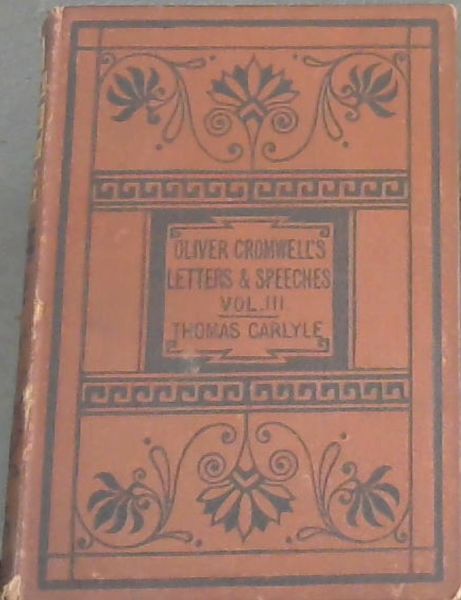 OLIVER CROMWELL'S
LETTERS & SPEECHES
VOL. III
THOMAS CARLYLE